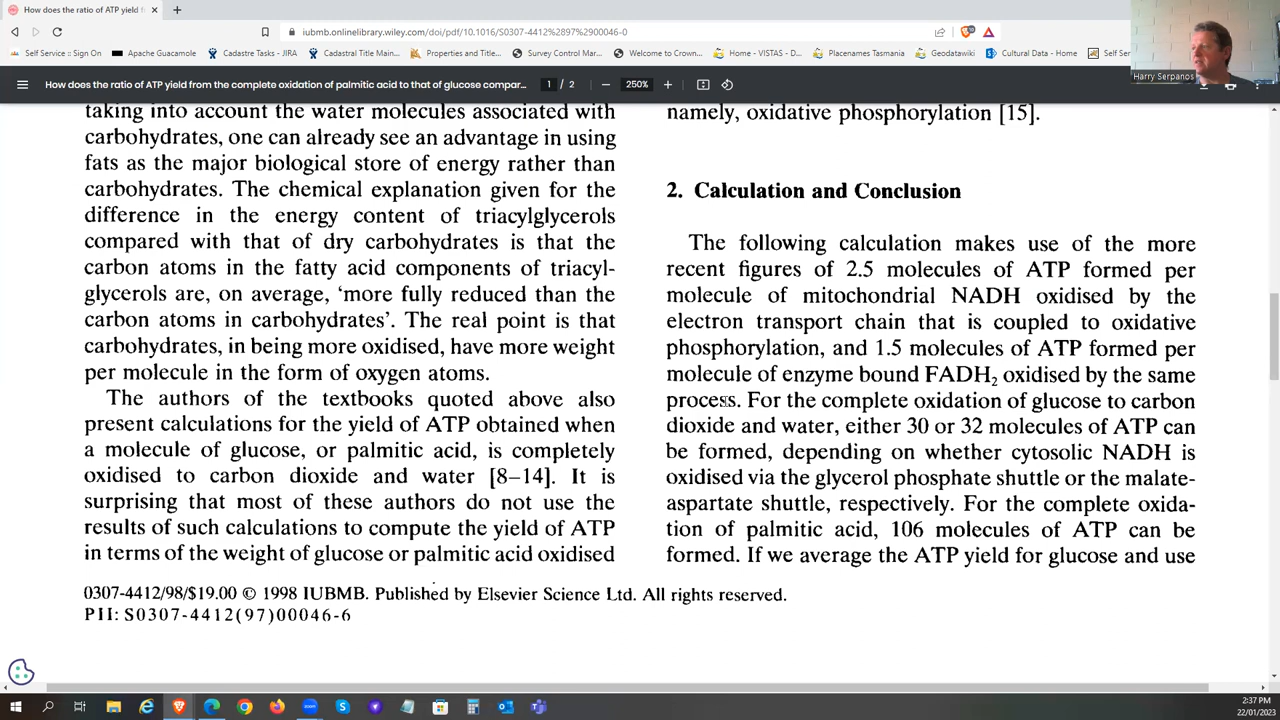 How does the ratio of ATP yield f
iubmb.onlinelibrary.wiley.com/doi/pdf/10.1016/S0307-4412%2897%2900046-0
Self Service :: Sign On
Apache Guacamole
Cadastre Tasks - JIRA
Cadastral Title Main...
Properties and Title...
Survey Control Mar...
Welcome to Crown...
Home - VISTAS - D...
Placenames Tasmania
Geodatawiki
Cultural Data - Home
Self Ser
Harry Serpanos
How does the ratio of ATP yield from the complete oxidation of palmitic acid to that of glucose compar...
1 / 2
250%
taking into account the water molecules associated with
carbohydrates, one can already see an advantage in using
fats as the major biological store of energy rather than
carbohydrates. The chemical explanation given for the
difference in the energy content of triacylglycerols
compared with that of dry carbohydrates is that the
carbon atoms in the fatty acid components of triacyl-
glycerols are, on average, ‘more fully reduced than the
carbon atoms in carbohydrates’. The real point is that
carbohydrates, in being more oxidised, have more weight
per molecule in the form of oxygen atoms.
The authors of the textbooks quoted above also
present calculations for the yield of ATP obtained when
a molecule of glucose, or palmitic acid, is completely
oxidised to carbon dioxide and water [8–14]. It is
surprising that most of these authors do not use the
results of such calculations to compute the yield of ATP
in terms of the weight of glucose or palmitic acid oxidised
0307-4412/98/$19.00 © 1998 IUBMB. Published by Elsevier Science Ltd. All rights reserved.
PII: S0307-4412(97)00046-6
namely, oxidative phosphorylation [15].
2. Calculation and Conclusion
The following calculation makes use of the more
recent figures of 2.5 molecules of ATP formed per
molecule of mitochondrial NADH oxidised by the
electron transport chain that is coupled to oxidative
phosphorylation, and 1.5 molecules of ATP formed per
molecule of enzyme bound FADH₂ oxidised by the same
process. For the complete oxidation of glucose to carbon
dioxide and water, either 30 or 32 molecules of ATP can
be formed, depending on whether cytosolic NADH is
oxidised via the glycerol phosphate shuttle or the malate-
aspartate shuttle, respectively. For the complete oxida-
tion of palmitic acid, 106 molecules of ATP can be
formed. If we average the ATP yield for glucose and use
2:37 PM
22/01/2023